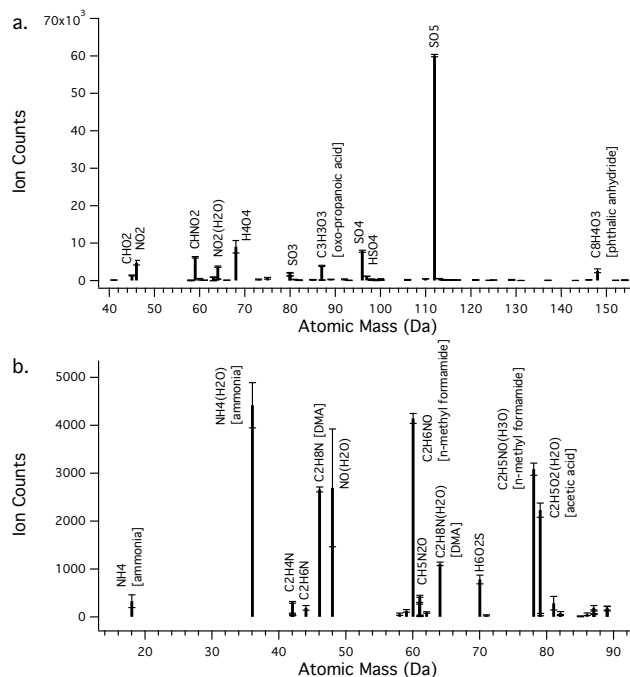 a.
70x10³
60
50
40
30
20
10
0
Ion Counts
CHO2
NO2
CHNO2
NO2(H2O)
H4O4
SO3
C3H3O3
[oxo-propanoic acid]
SO4
HSO4
SO5
C8H4O3
[phthalic anhydride]
40 50 60 70 80 90 100 110 120 130 140 150
Atomic Mass (Da)
b.
5000
4000
3000
2000
1000
0
Ion Counts
NH4
[ammonia]
NH4(H2O)
[ammonia]
C2H4N
C2H6N
C2H8N [DMA]
NO(H2O)
C2H6NO
[n-methyl formamide]
CH5N2O
C2H8N(H2O)
[DMA]
H6O2S
C2H5NO(H3O)
[n-methyl formamide]
C2H5O2(H2O)
[acetic acid]
20 30 40 50 60 70 80 90
Atomic Mass (Da)